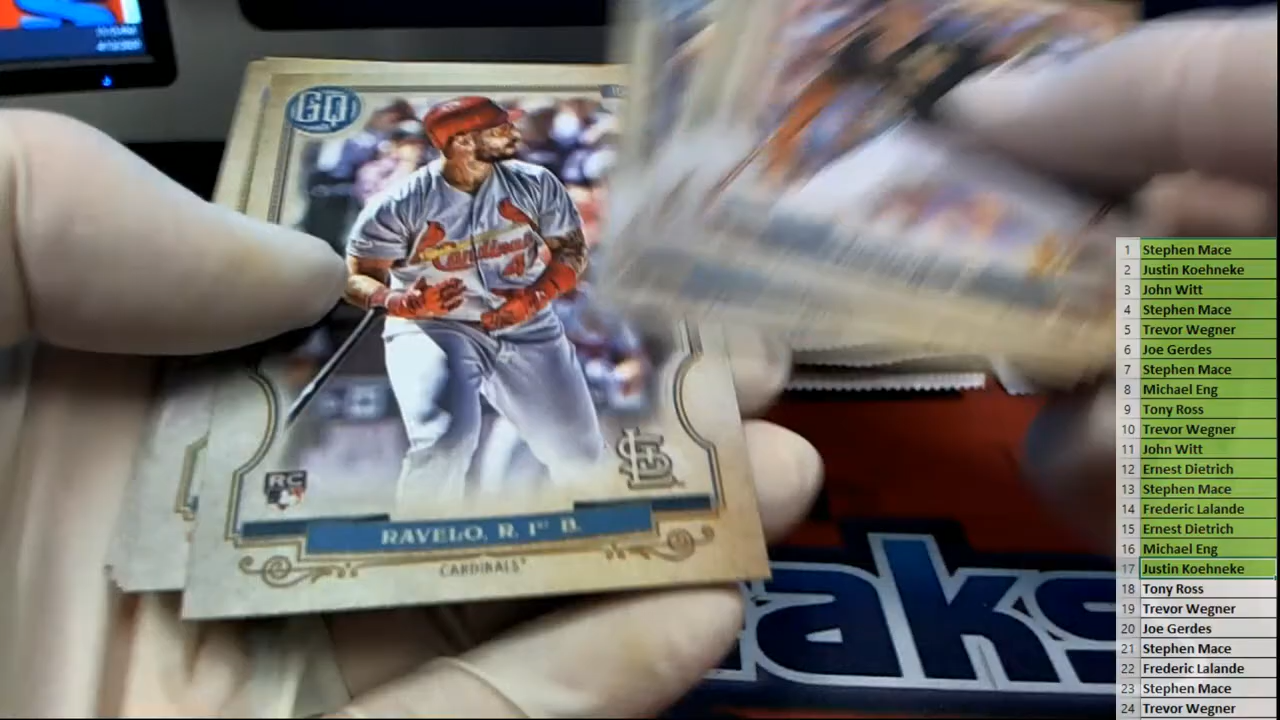 GQ
Cardinals
4
RC
RAVELO, R. 1ST B.
CARDINALS
aks
1 Stephen Mace
2 Justin Koehneke
3 John Witt
4 Stephen Mace
5 Trevor Wegner
6 Joe Gerdes
7 Stephen Mace
8 Michael Eng
9 Tony Ross
10 Trevor Wegner
11 John Witt
12 Ernest Dietrich
13 Stephen Mace
14 Frederic Lalande
15 Ernest Dietrich
16 Michael Eng
17 Justin Koehneke
18 Tony Ross
19 Trevor Wegner
20 Joe Gerdes
21 Stephen Mace
22 Frederic Lalande
23 Stephen Mace
24 Trevor Wegner